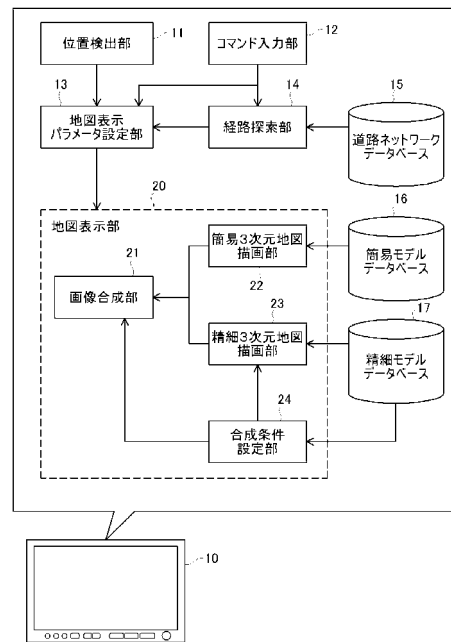 位置検出部
11
コマンド入力部
12
13
地図表示
パラメータ設定部
14
経路探索部
15
道路ネットワーク
データベース
20
地図表示部
16
簡易モデル
データベース
簡易３次元地図
描画部
22
21
画像合成部
23
精細３次元地図
描画部
17
精細モデル
データベース
24
合成条件
設定部
10